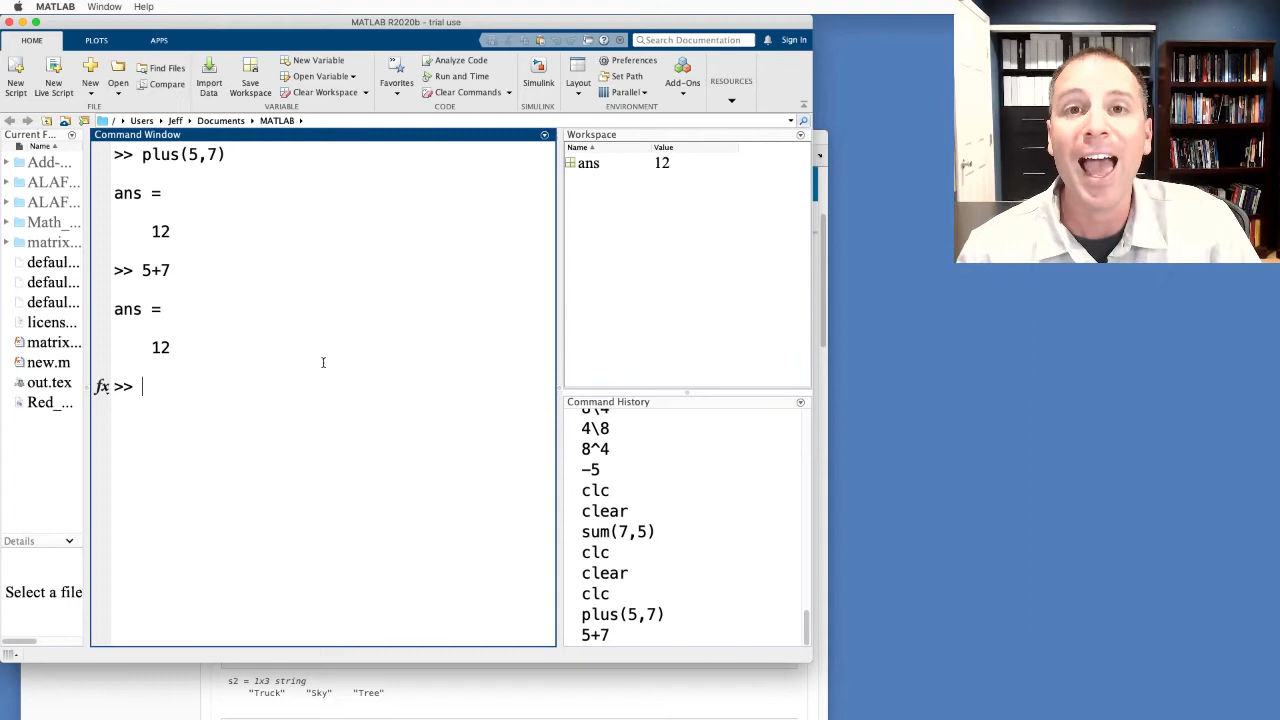 MATLAB Window Help
MATLAB R2020b - trial use
HOME PLOTS APPS
Search Documentation
Sign In
New Script
New Live Script
New
Open
Find Files
Compare
FILE
Import Data
Save Workspace
New Variable
Open Variable
Clear Workspace
VARIABLE
Favorites
Analyze Code
Run and Time
Clear Commands
CODE
Simulink
SIMULINK
Layout
Preferences
Set Path
Parallel
Add-Ons
ENVIRONMENT
RESOURCES
/ Users Jeff Documents MATLAB
Current F...
Name
Add-...
ALAF...
ALAF...
Math_...
matrix...
defaul...
defaul...
defaul...
licens...
matrix...
new.m
out.tex
Red_...
Details
Select a file
Command Window
>> plus(5,7)
ans =
12
>> 5+7
ans =
12
fx >>
Workspace
Name Value
ans 12
Command History
4\8
8^4
-5
clc
clear
sum(7,5)
clc
clear
clc
plus(5,7)
5+7
s2 = 1x3 string
"Truck" "Sky" "Tree"